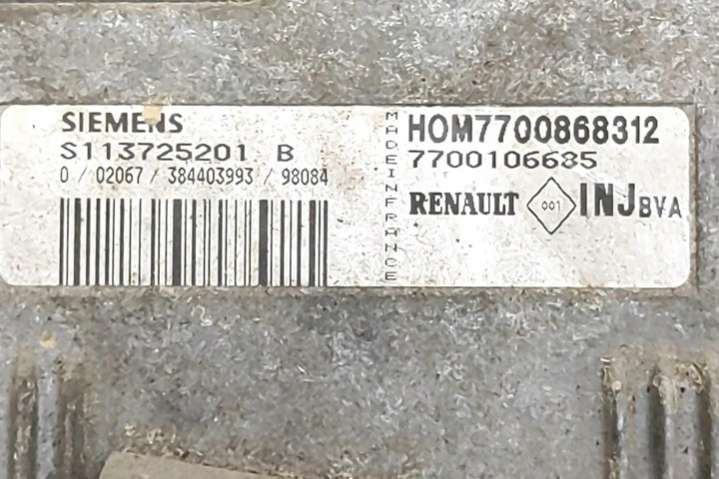 SIEMENS
S113725201 B
0 / 02067 / 384403993 / 98084
MADE IN FRANCE
HOM7700868312
7700106685
RENAULT 001 INJ BVA